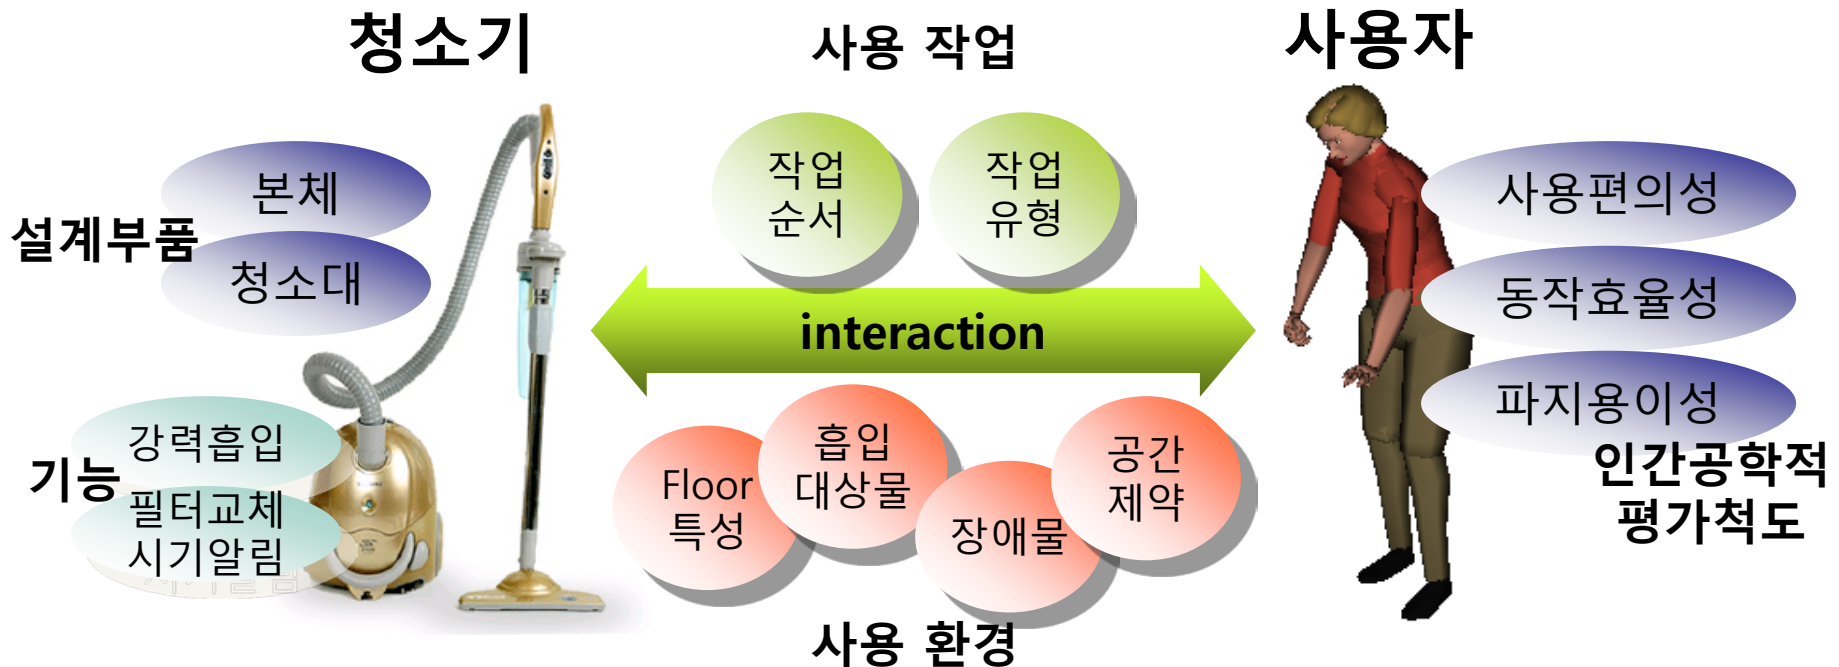 청소기
사용 작업
사용자
설계부품
본체
청소대
기능
강력흡입
필터교체
시기알림
작업
순서
작업
유형
interaction
Floor
특성
흡입
대상물
장애물
공간
제약
사용 환경
사용편의성
동작효율성
파지용이성
인간공학적
평가척도